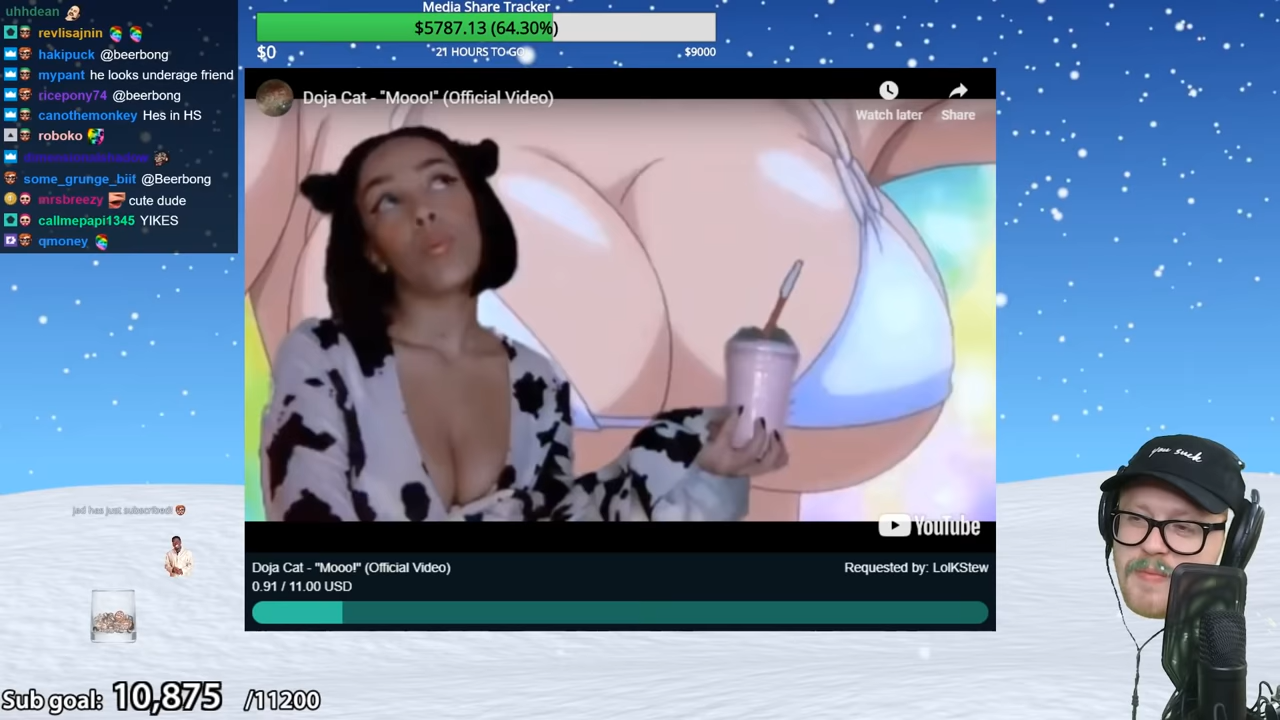 uhhdean
revlisajnin
hakipuck @beerbong
mypant he looks underage friend
ricepony74 @beerbong
canothemonkey Hes in HS
roboko
some_grunge_biit @Beerbong
mrsbreezy cute dude
callmepapi1345 YIKES
qmoney
Media Share Tracker
$5787.13 (64.30%)
$0 *21 HOURS TO GO $9000
Doja Cat - "Mooo!" (Official Video)
Watch later Share
YouTube
Doja Cat - "Mooo!" (Official Video) Requested by: LolKStew
0.91 / 11.00 USD
you suck
jad has just subscribed!
Sub goal: 10,875 /11200